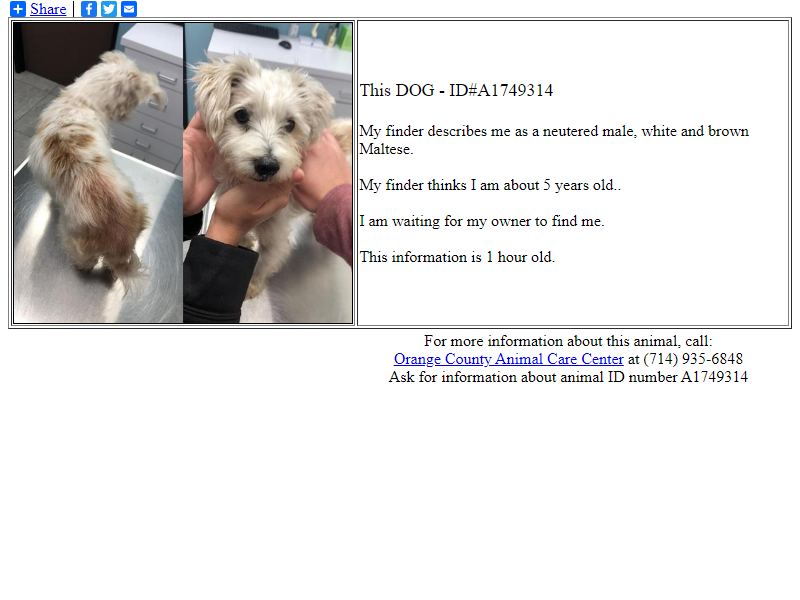 Share |
This DOG - ID#A1749314
My finder describes me as a neutered male, white and brown
Maltese.
My finder thinks I am about 5 years old..
I am waiting for my owner to find me.
This information is 1 hour old.
For more information about this animal, call:
Orange County Animal Care Center at (714) 935-6848
Ask for information about animal ID number A1749314